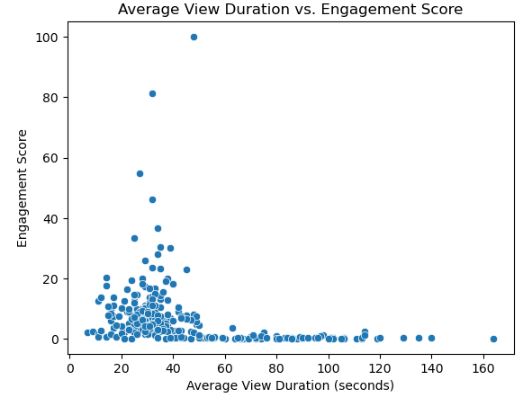 Average View Duration vs. Engagement Score
100
80
60
40
20
0
Engagement Score
0 20 40 60 80 100 120 140 160
Average View Duration (seconds)